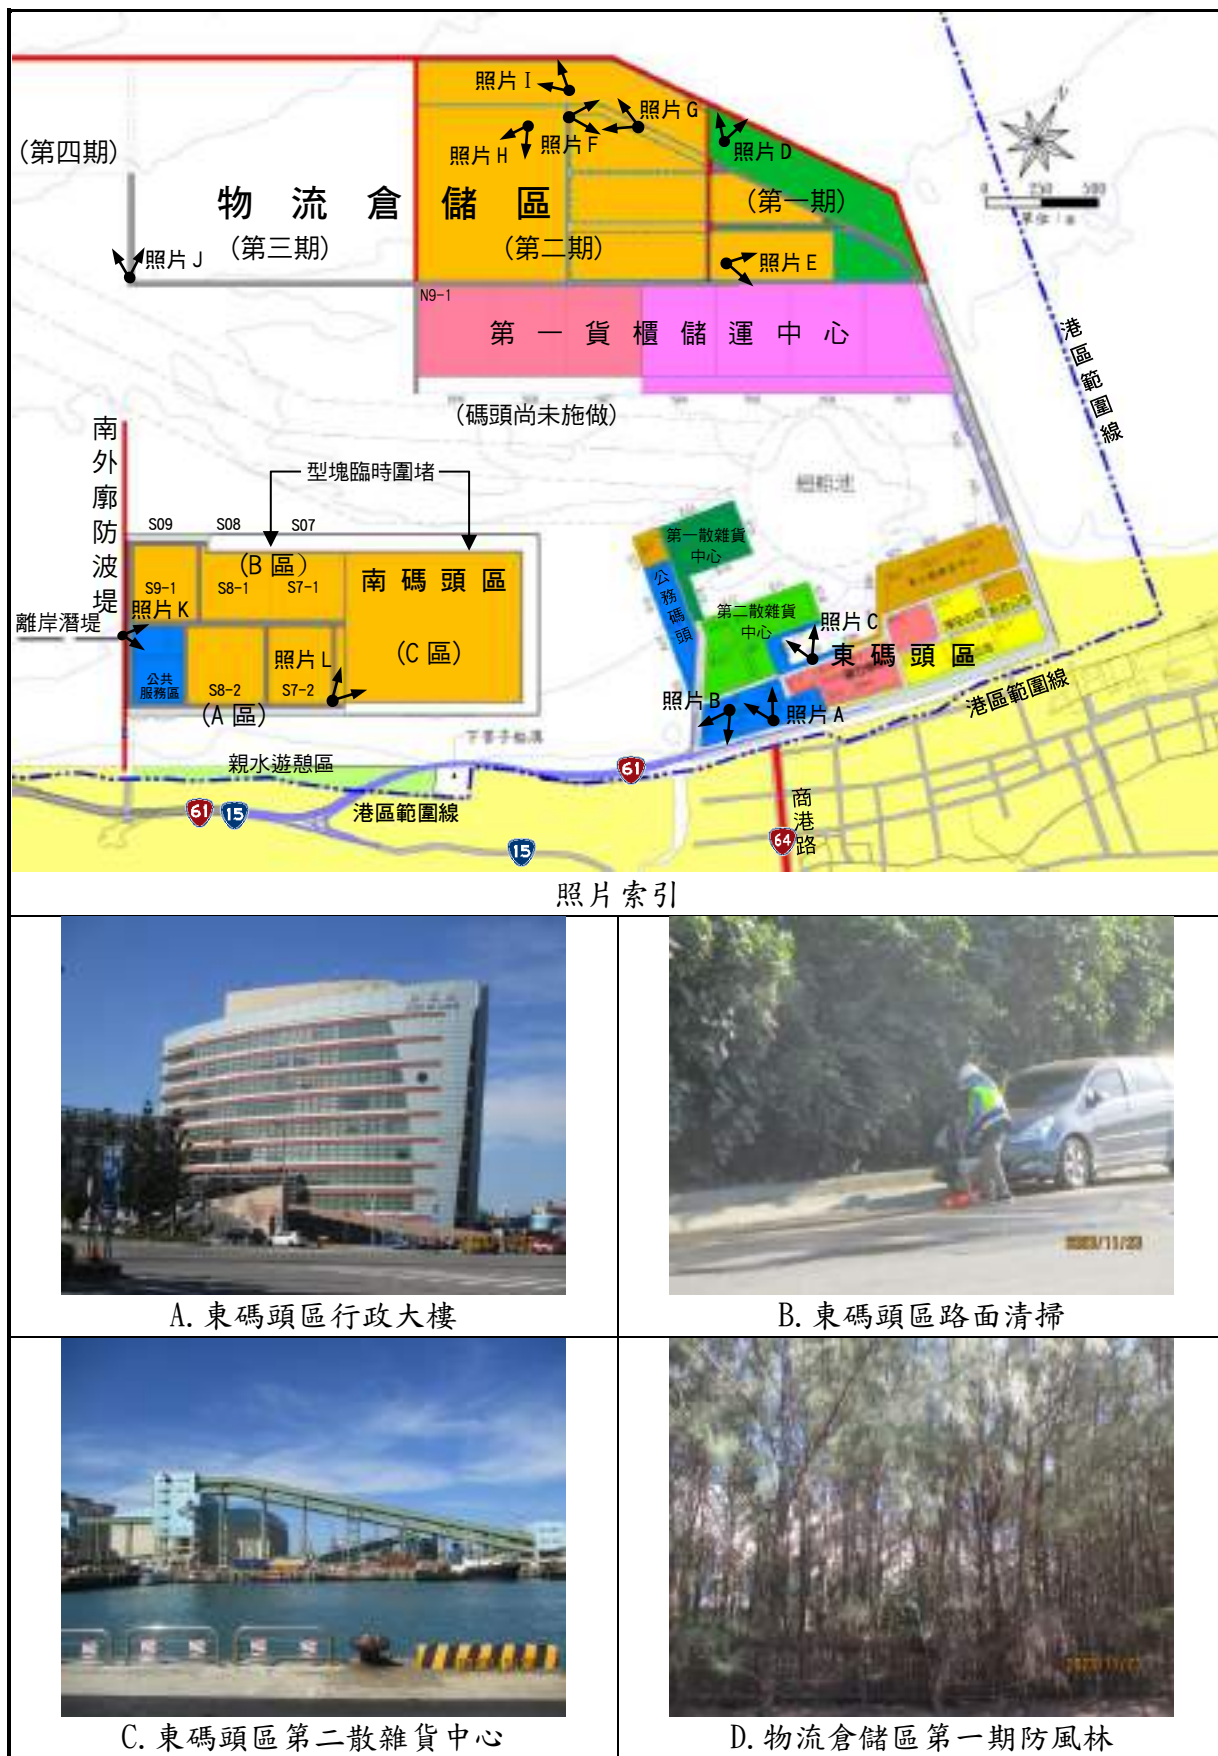 照片 I
照片 G
(第四期)
照片 H
照片 F
照片 D
N
物流倉儲區
(第一期)
0 250 500
單位:m
(第三期)
(第二期)
照片 J
照片 E
N9-1
第一貨櫃儲運中心
港區範圍線
(碼頭尚未施做)
南外廓防波堤
型塊臨時圍堵
S09 S08 S07
(B 區)
南碼頭區
第一散雜貨中心
公務碼頭
S9-1 S8-1 S7-1
照片 K
離岸潛堤
第二散雜貨中心
照片 C
東碼頭區
照片 L
(C 區)
公共
服務區
S8-2 S7-2
(A 區)
照片 B
照片 A
港區範圍線
親水遊憩區
61
61 15
港區範圍線
15
64
商港路
照片索引
A.東碼頭區行政大樓
2023/11/23
B.東碼頭區路面清掃
C.東碼頭區第二散雜貨中心
D.物流倉儲區第一期防風林